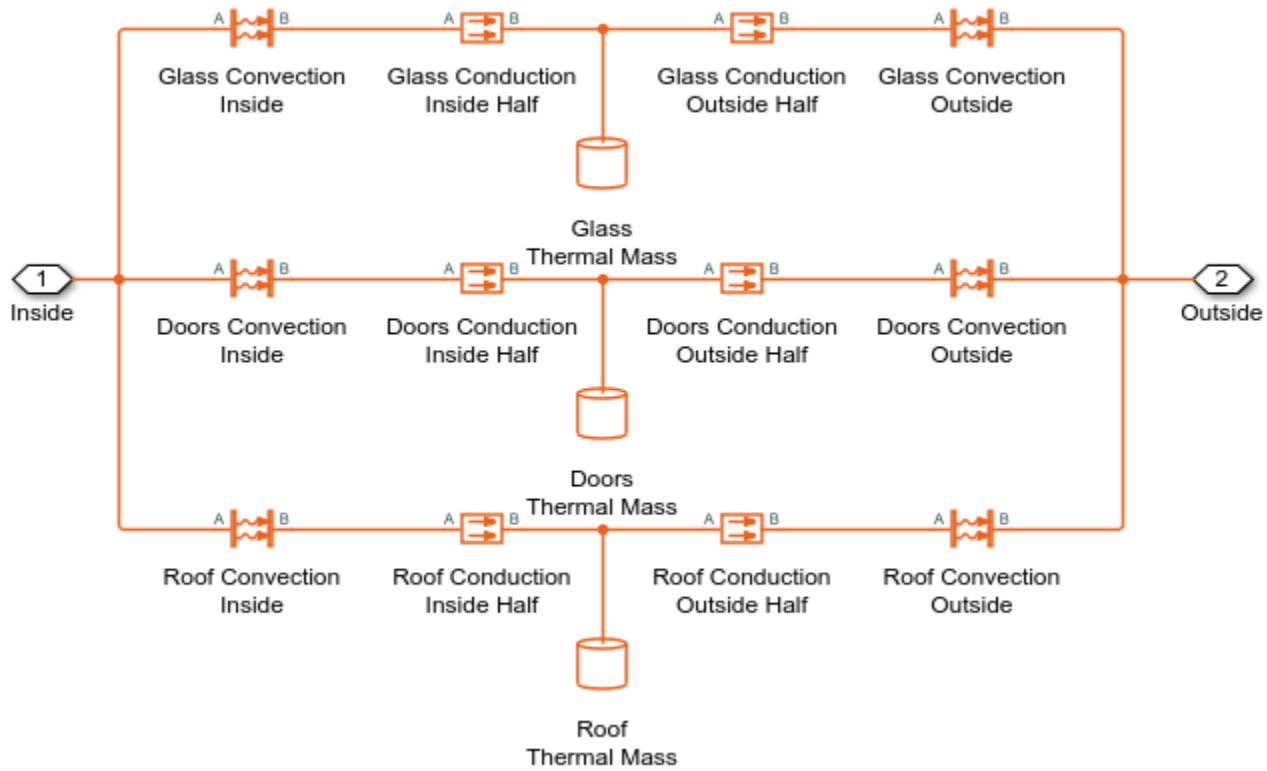 A B A B A B A B
Glass Convection Glass Conduction Glass Conduction Glass Convection
Inside Inside Half Outside Half Outside
Glass
Thermal Mass
1 A B A B A B A B 2
Inside Outside
Doors Convection Doors Conduction Doors Conduction Doors Convection
Inside Inside Half Outside Half Outside
Doors
Thermal Mass
A B A B A B A B
Roof Convection Roof Conduction Roof Conduction Roof Convection
Inside Inside Half Outside Half Outside
Roof
Thermal Mass